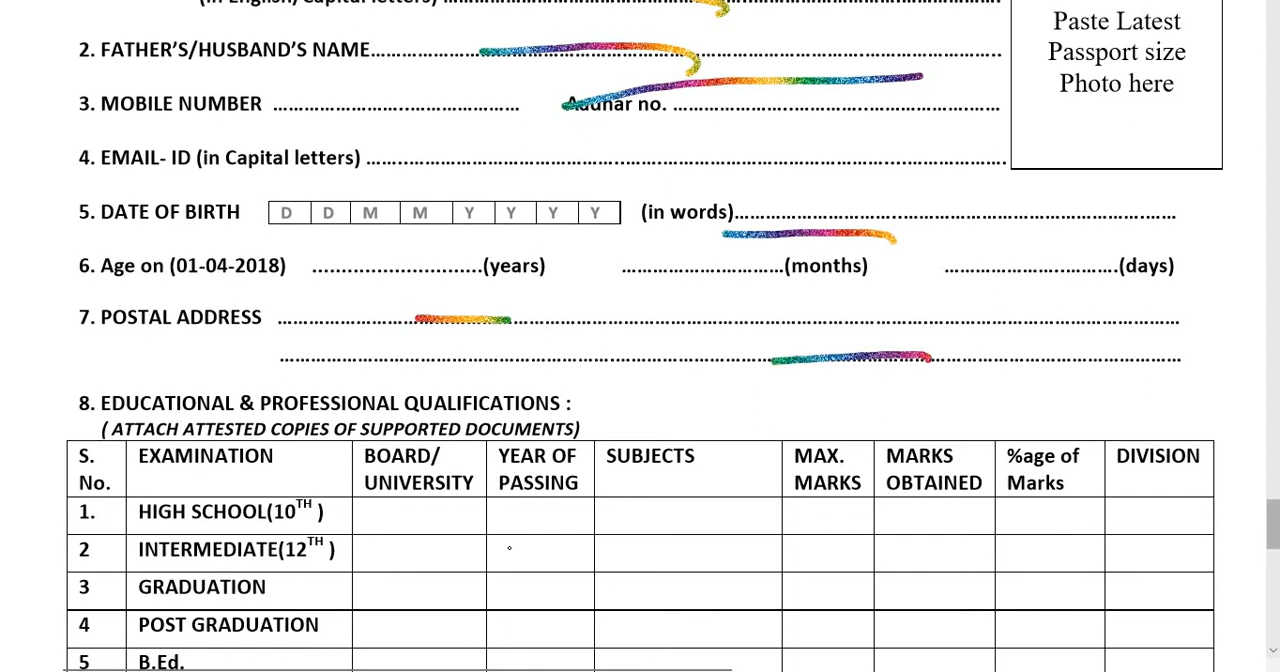 (in English/Capital letters) ........................................................
Paste Latest
Passport size
Photo here
2. FATHER'S/HUSBAND'S NAME........................................................
3. MOBILE NUMBER ........................................ Aadhar no. ........................................
4. EMAIL- ID (in Capital letters) ........................................................
5. DATE OF BIRTH D D M M Y Y Y Y (in words)........................................
6. Age on (01-04-2018) .............................(years) ...........................(months) .............................(days)
7. POSTAL ADDRESS ........................................................
........................................................
8. EDUCATIONAL & PROFESSIONAL QUALIFICATIONS :
( ATTACH ATTESTED COPIES OF SUPPORTED DOCUMENTS)
S. No. EXAMINATION BOARD/ UNIVERSITY YEAR OF PASSING SUBJECTS MAX. MARKS MARKS OBTAINED %age of Marks DIVISION
1. HIGH SCHOOL(10TH )
2 INTERMEDIATE(12TH )
3 GRADUATION
4 POST GRADUATION
5 B.Ed.